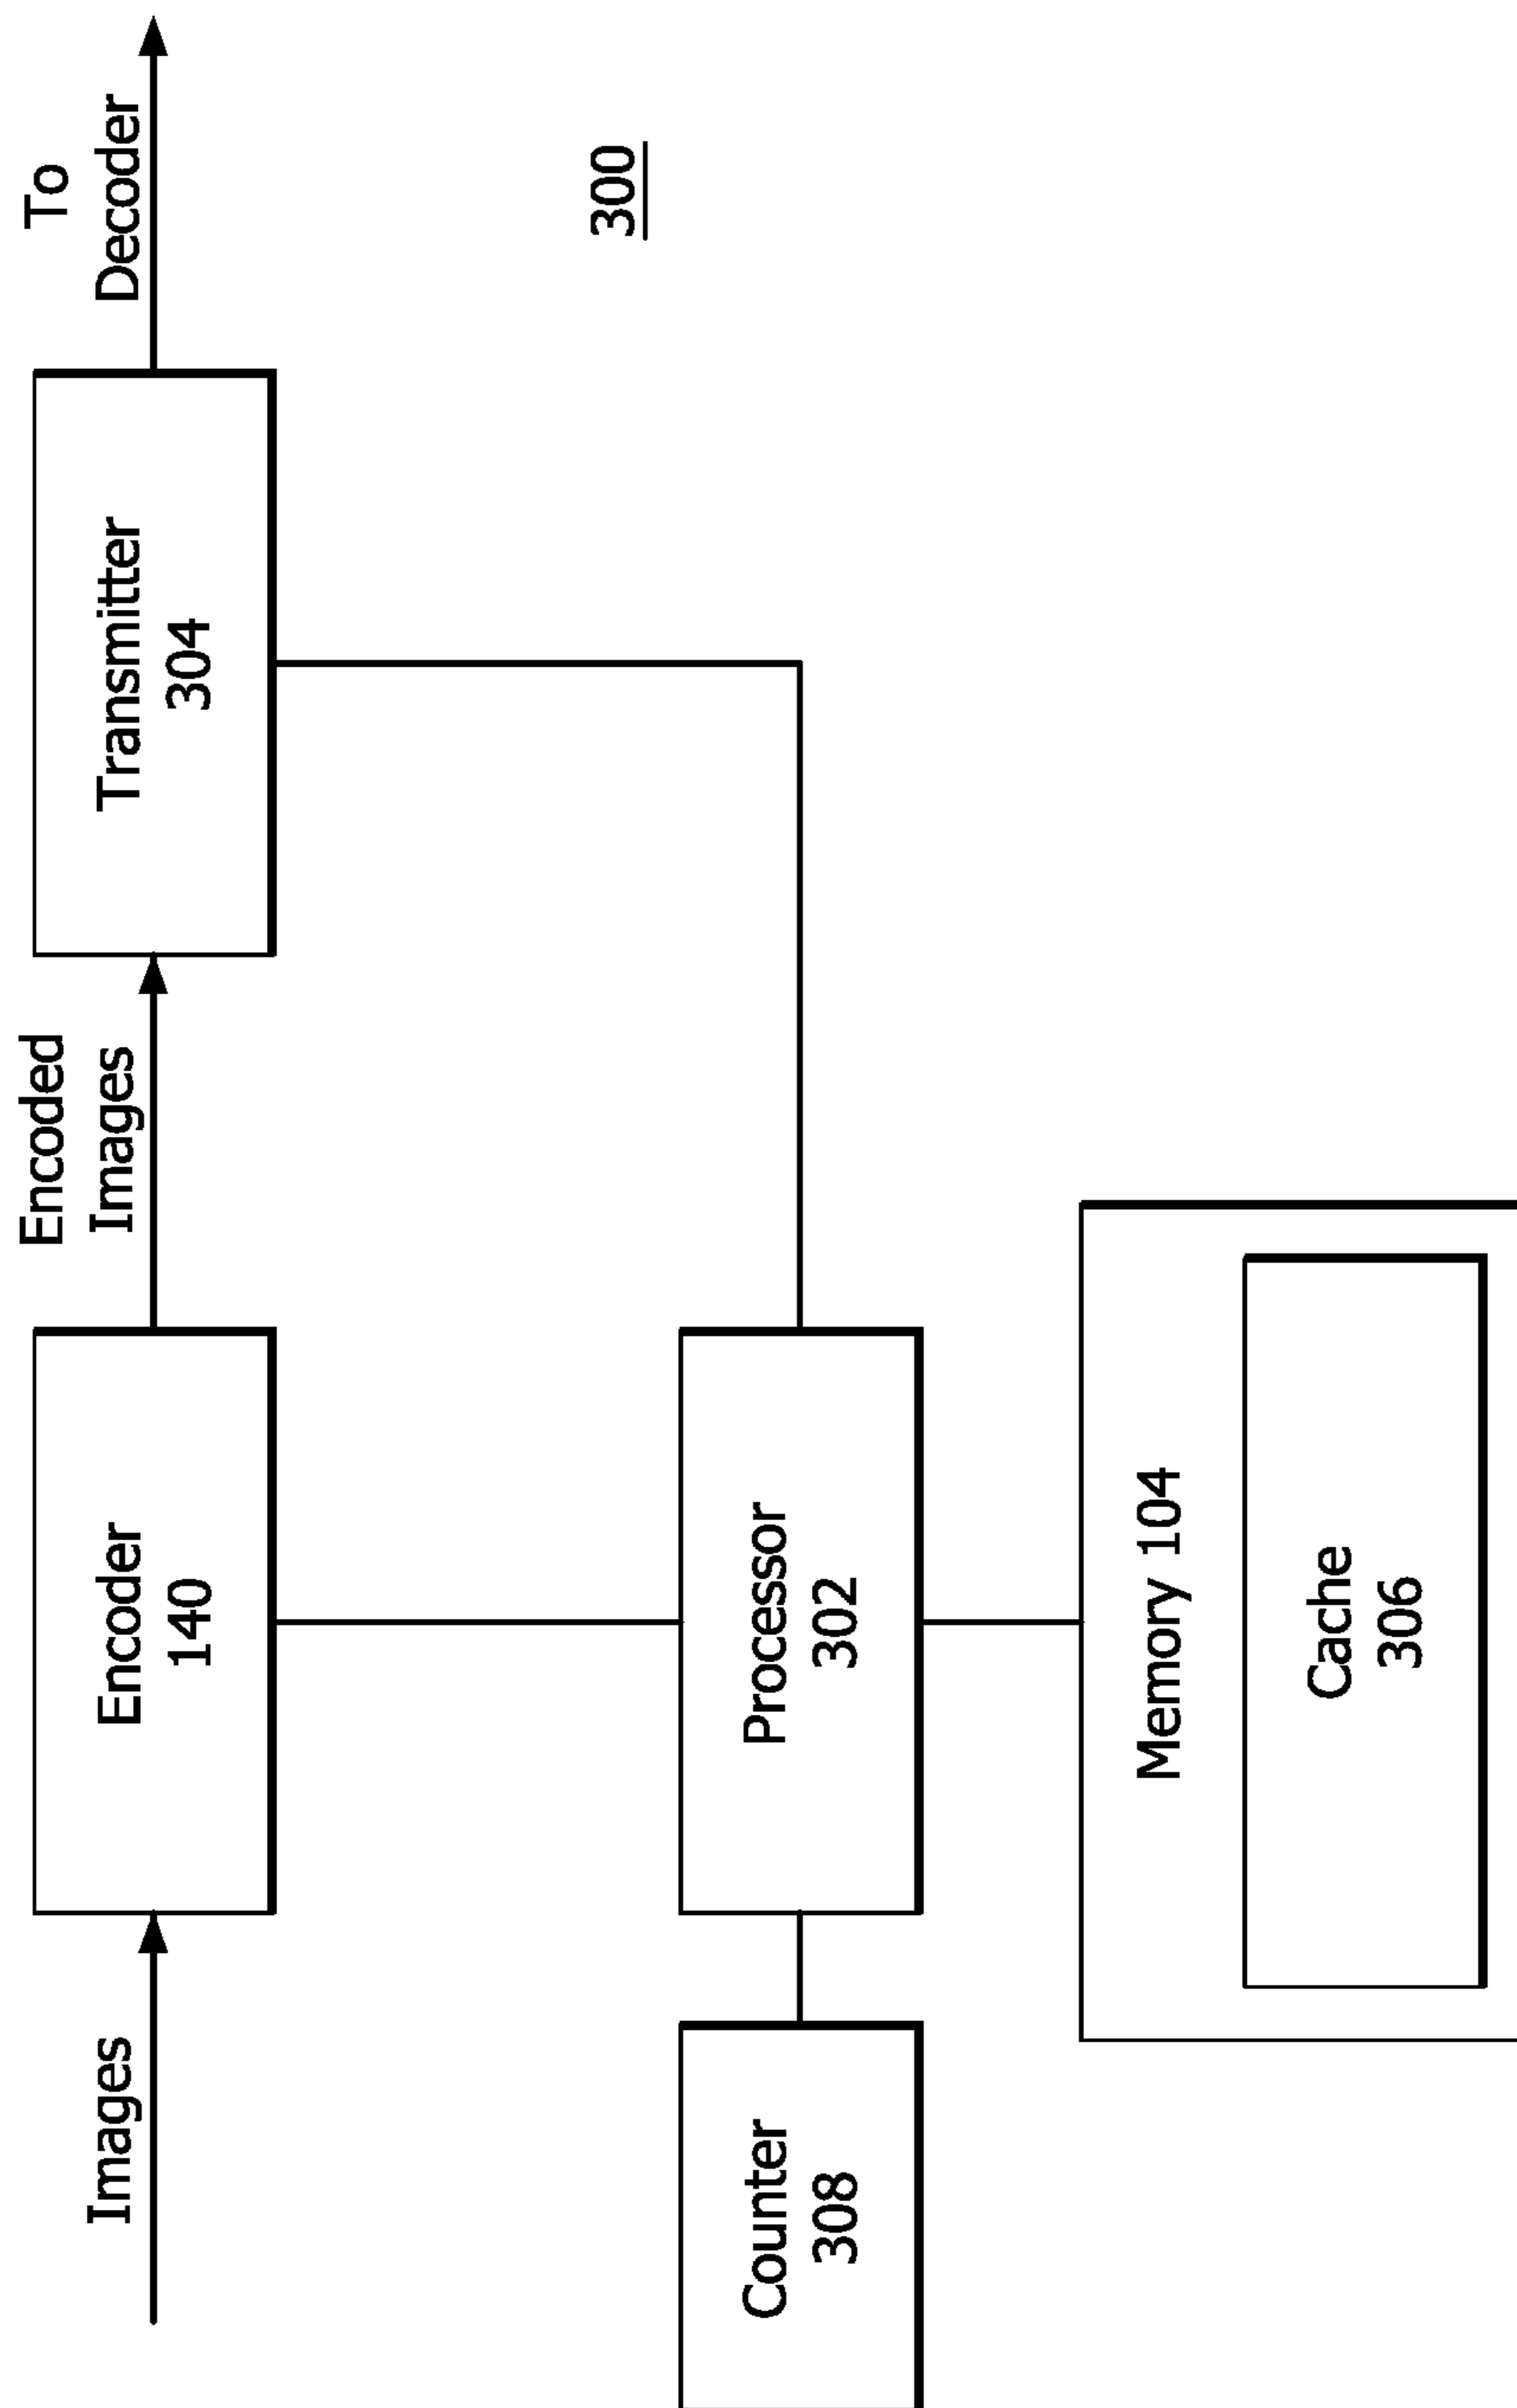 Images
Encoder
140
Encoded
Images
Transmitter
304
To
Decoder
300
Counter
308
Processor
302
Memory 104
Cache
306